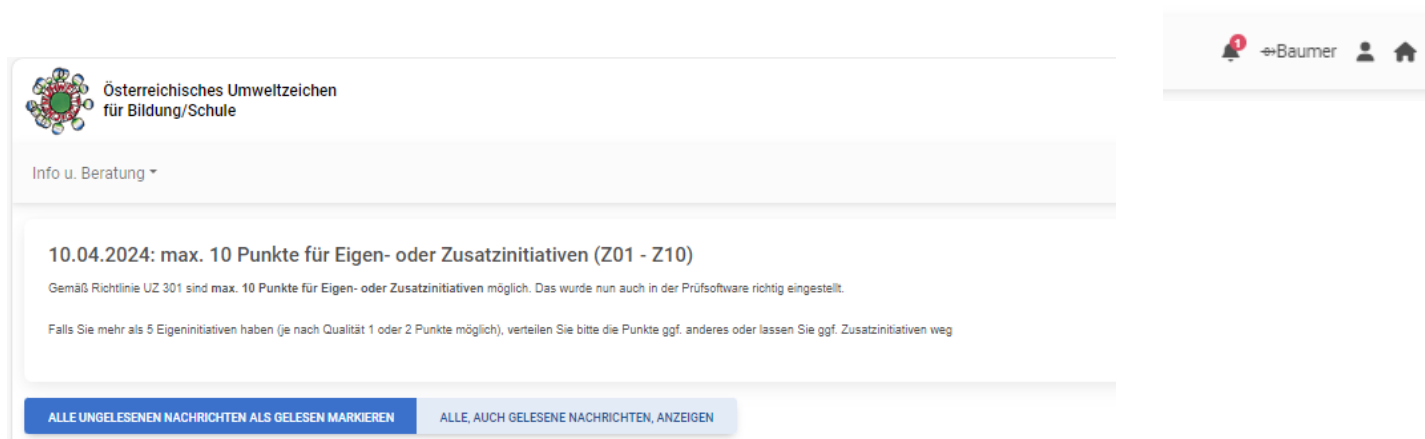 1
Baumer
Österreichisches Umweltzeichen
für Bildung/Schule
Info u. Beratung
10.04.2024: max. 10 Punkte für Eigen- oder Zusatzinitiativen (Z01 - Z10)
Gemäß Richtlinie UZ 301 sind max. 10 Punkte für Eigen- oder Zusatzinitiativen möglich. Das wurde nun auch in der Prüfsoftware richtig eingestellt.
Falls Sie mehr als 5 Eigeninitiativen haben (je nach Qualität 1 oder 2 Punkte möglich), verteilen Sie bitte die Punkte ggf. anderes oder lassen Sie ggf. Zusatzinitiativen weg
ALLE UNGELESENEN NACHRICHTEN ALS GELESEN MARKIEREN ALLE, AUCH GELESENE NACHRICHTEN, ANZEIGEN